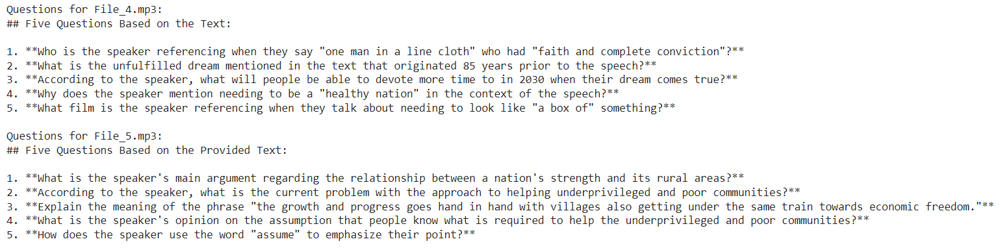 Questions for File_4.mp3:
## Five Questions Based on the Text:
1. **Who is the speaker referencing when they say "one man in a line cloth" who had "faith and complete conviction"?**
2. **What is the unfulfilled dream mentioned in the text that originated 85 years prior to the speech?**
3. **According to the speaker, what will people be able to devote more time to in 2030 when their dream comes true?**
4. **Why does the speaker mention needing to be a "healthy nation" in the context of the speech?**
5. **What film is the speaker referencing when they talk about needing to look like "a box of" something?**
Questions for File_5.mp3:
## Five Questions Based on the Provided Text:
1. **What is the speaker's main argument regarding the relationship between a nation's strength and its rural areas?**
2. **According to the speaker, what is the current problem with the approach to helping underprivileged and poor communities?**
3. **Explain the meaning of the phrase "the growth and progress goes hand in hand with villages also getting under the same train towards economic freedom."**
4. **What is the speaker's opinion on the assumption that people know what is required to help the underprivileged and poor communities?**
5. **How does the speaker use the word "assume" to emphasize their point?**